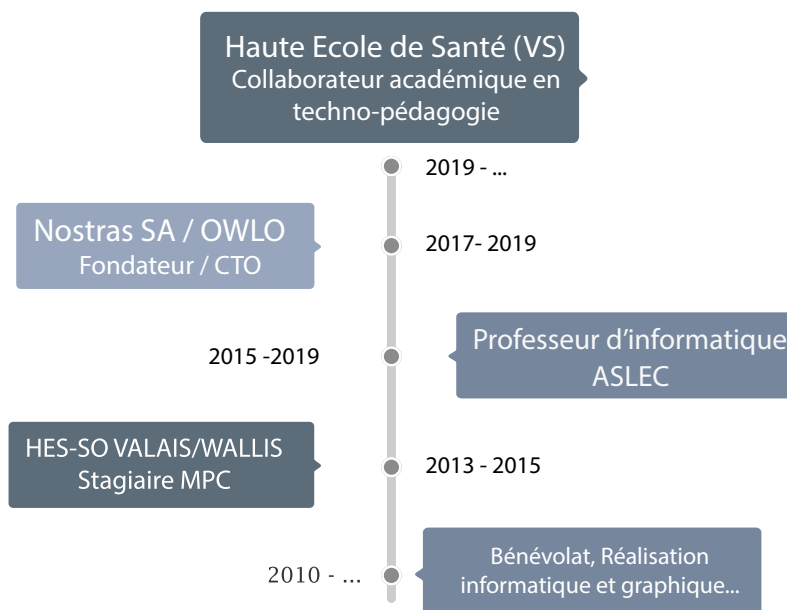 Haute Ecole de Santé (VS)
Collaborateur académique en
techno-pédagogie
2019 - ...
Nostras SA / OWLO
Fondateur / CTO
2017- 2019
2015 -2019
Professeur d’informatique
ASLEC
HES-SO VALAIS/WALLIS
Stagiaire MPC
2013 - 2015
2010 - ...
Bénévolat, Réalisation
informatique et graphique...